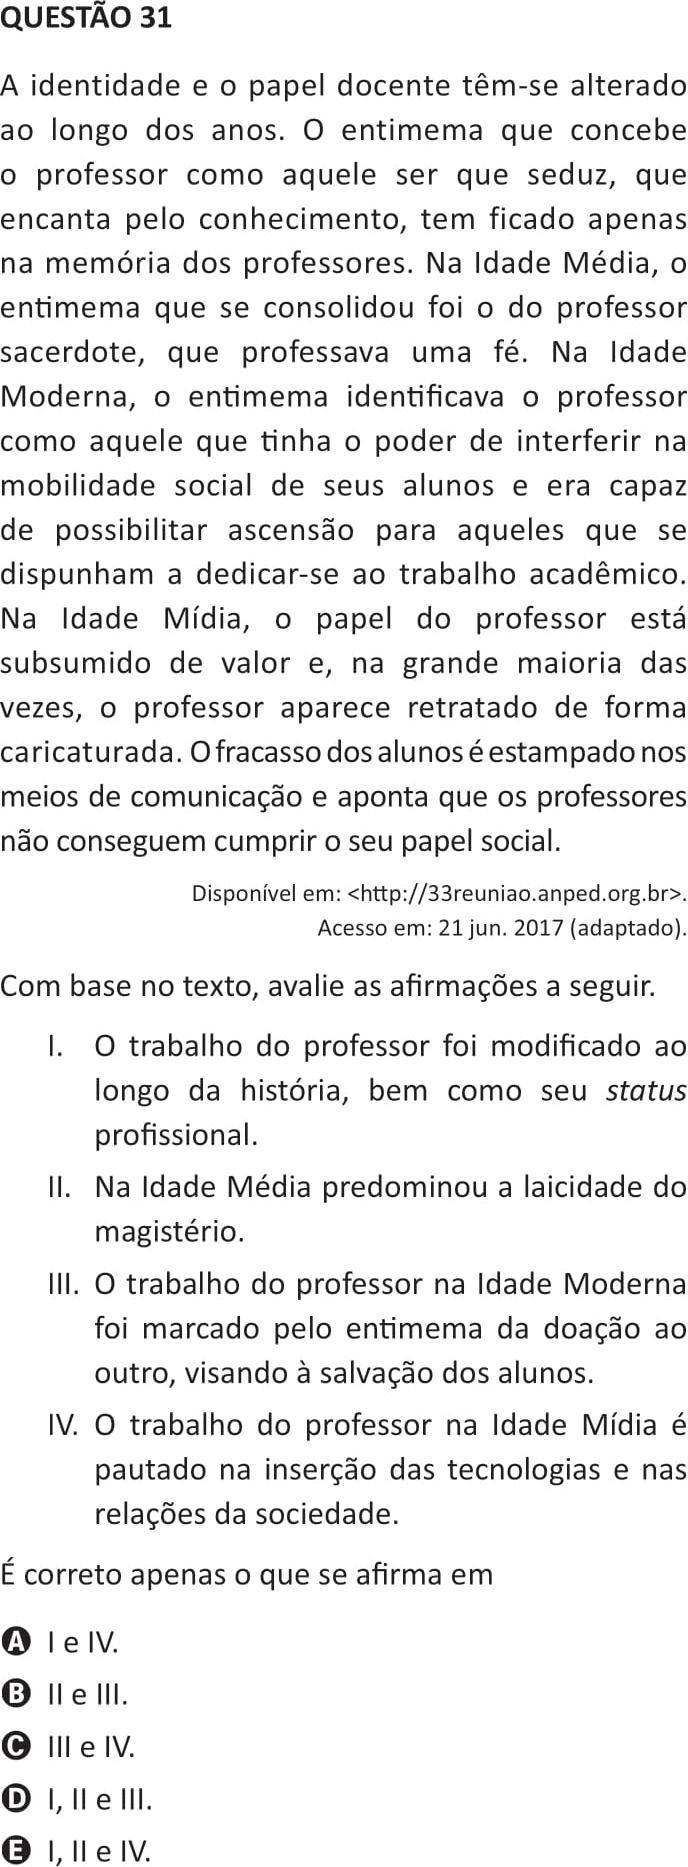 QUESTÃO 31
A identidade e o papel docente têm-se alterado
ao longo dos anos. O entimema que concebe
o professor como aquele ser que seduz, que
encanta pelo conhecimento, tem ficado apenas
na memória dos professores. Na Idade Média, o
entimema que se consolidou foi o do professor
sacerdote, que professava uma fé. Na Idade
Moderna, o entimema identificava o professor
como aquele que tinha o poder de interferir na
mobilidade social de seus alunos e era capaz
de possibilitar ascensão para aqueles que se
dispunham a dedicar-se ao trabalho acadêmico.
Na Idade Mídia, o papel do professor está
subsumido de valor e, na grande maioria das
vezes, o professor aparece retratado de forma
caricaturada. O fracasso dos alunos é estampado nos
meios de comunicação e aponta que os professores
não conseguem cumprir o seu papel social.
Disponível em: <http://33reuniao.anped.org.br>.
Acesso em: 21 jun. 2017 (adaptado).
Com base no texto, avalie as afirmações a seguir.
I. O trabalho do professor foi modificado ao
longo da história, bem como seu status
profissional.
II. Na Idade Média predominou a laicidade do
magistério.
III. O trabalho do professor na Idade Moderna
foi marcado pelo entimema da doação ao
outro, visando à salvação dos alunos.
IV. O trabalho do professor na Idade Mídia é
pautado na inserção das tecnologias e nas
relações da sociedade.
É correto apenas o que se afirma em
A I e IV.
B II e III.
C III e IV.
D I, II e III.
E I, II e IV.